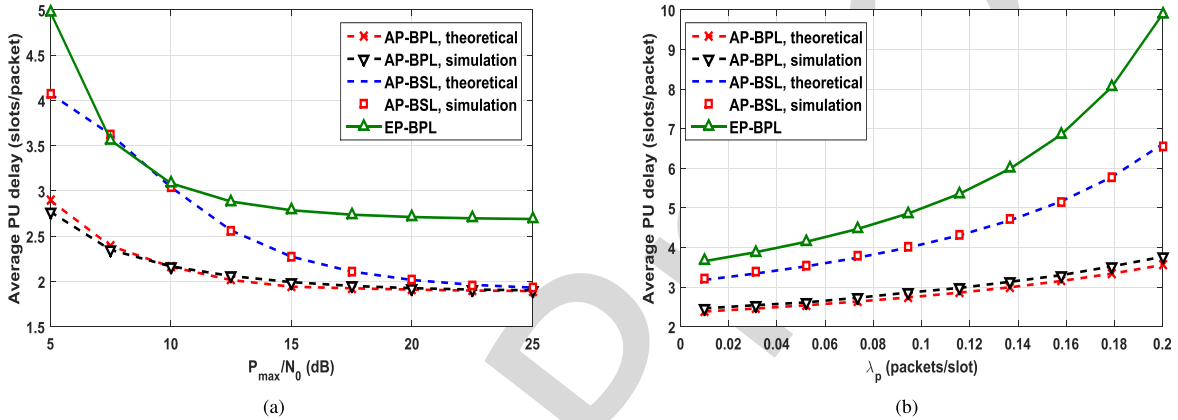 Average PU delay (slots/packet)
5
4.5
4
3.5
3
2.5
2
1.5
5 10 15 20 25
P_max/N_0 (dB)
AP-BPL, theoretical
AP-BPL, simulation
AP-BSL, theoretical
AP-BSL, simulation
EP-BPL
(a)
Average PU delay (slots/packet)
10
9
8
7
6
5
4
3
2
0 0.02 0.04 0.06 0.08 0.1 0.12 0.14 0.16 0.18 0.2
λ_p (packets/slot)
AP-BPL, theoretical
AP-BPL, simulation
AP-BSL, theoretical
AP-BSL, simulation
EP-BPL
(b)